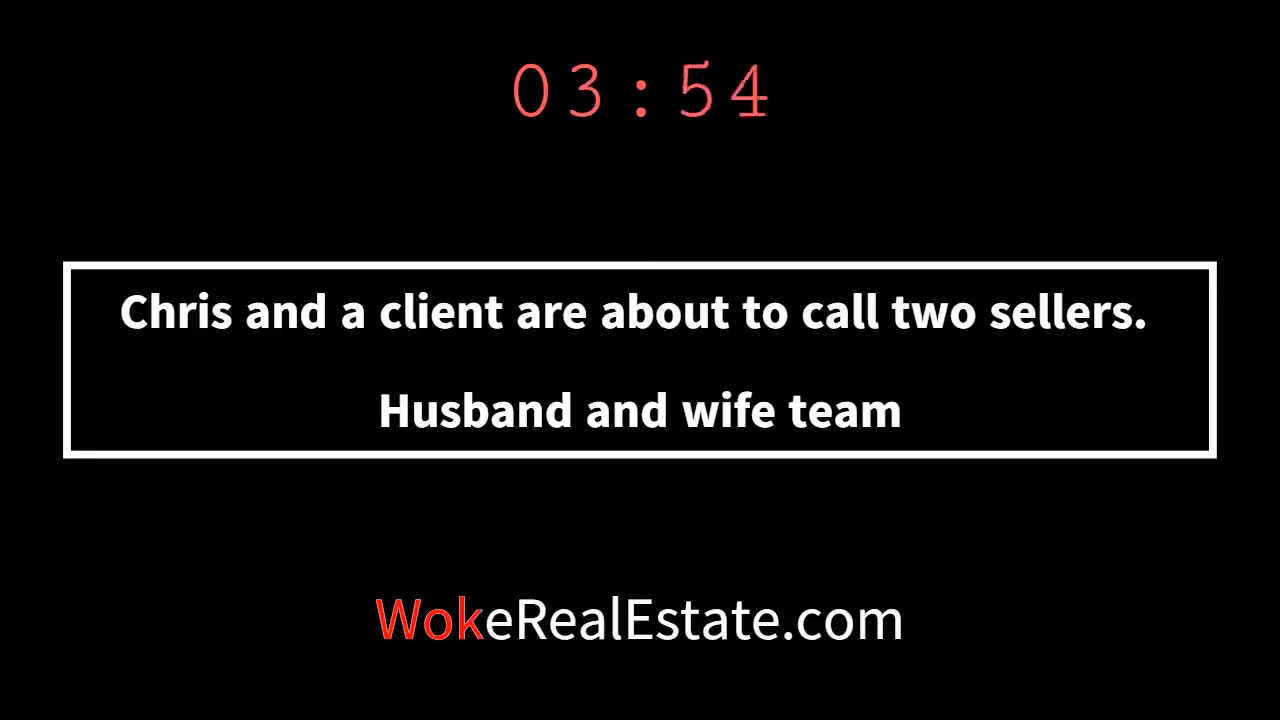 03:54
Chris and a client are about to call two sellers.
Husband and wife team
WokeRealEstate.com